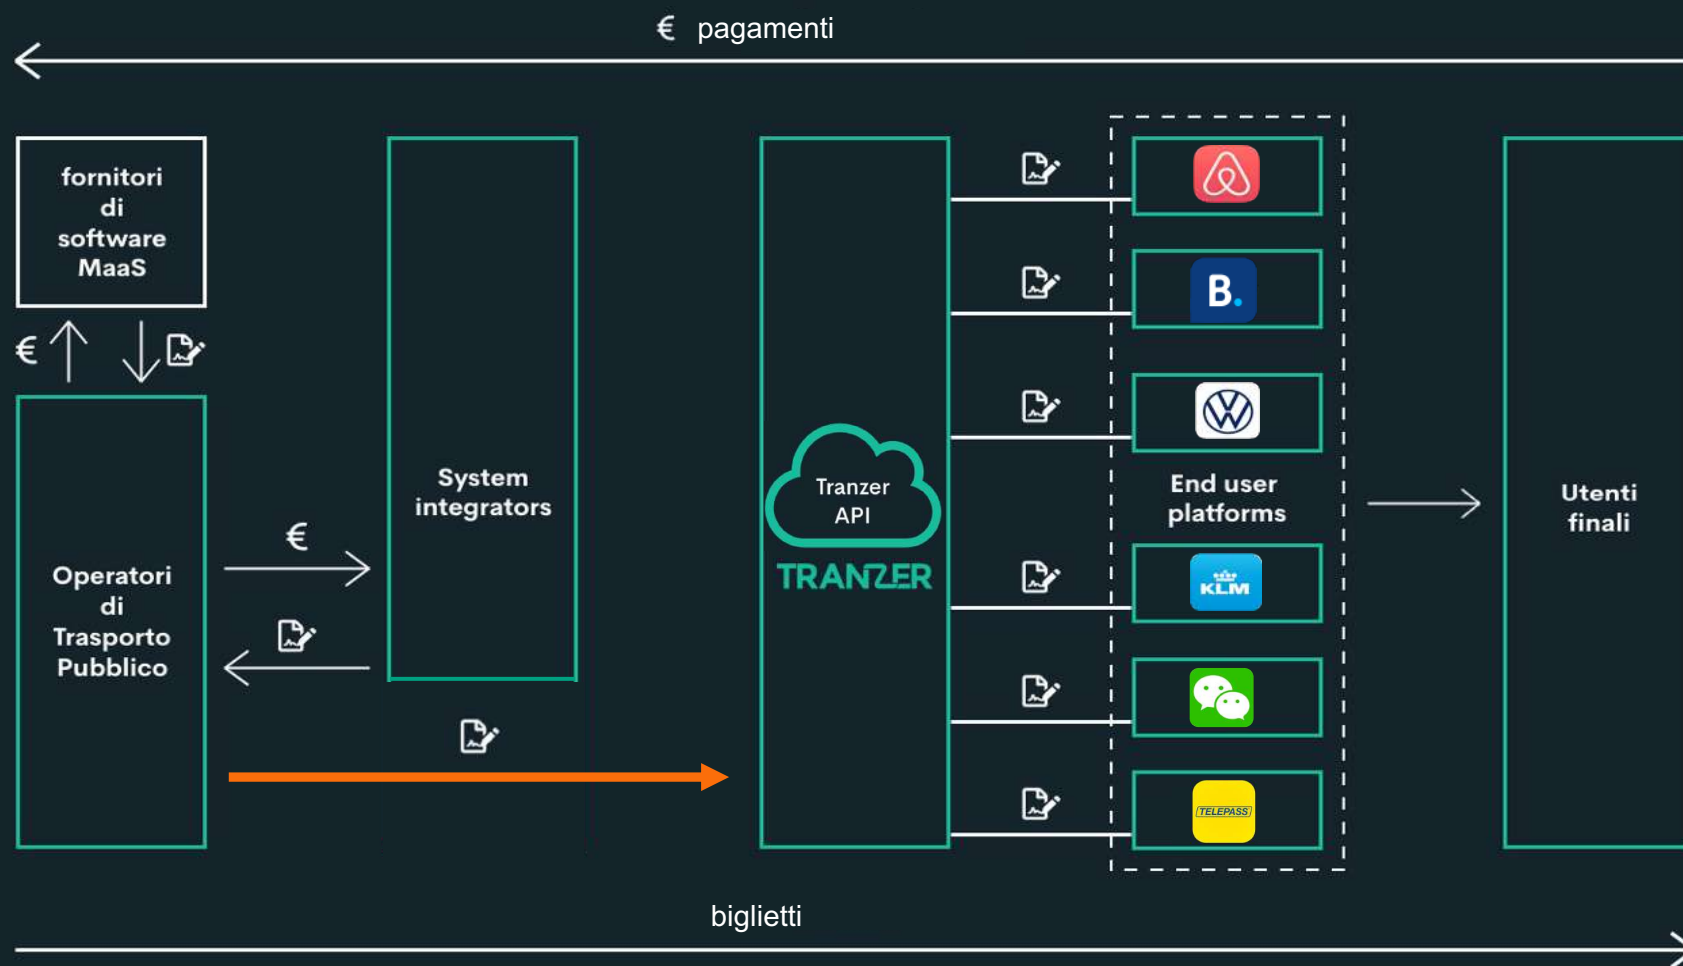 € pagamenti
fornitori
di
software
MaaS
€
Operatori
di
Trasporto
Pubblico
€
System
integrators
Tranzer
API
TRANZER
B.
VW
End user
platforms
KLM
TELEPASS
Utenti
finali
biglietti